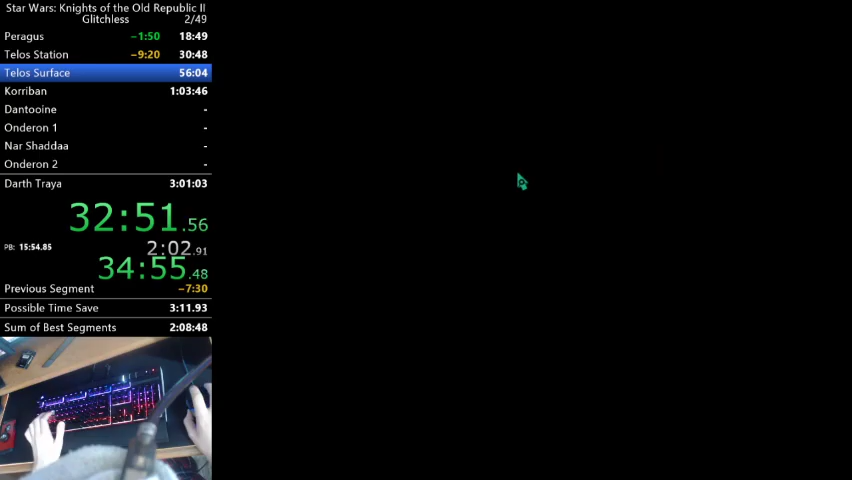 Star Wars: Knights of the Old Republic II
Glitchless 2/49
Peragus −1:50 18:49
Telos Station −9:20 30:48
Telos Surface 56:04
Korriban 1:03:46
Dantooine -
Onderon 1 -
Nar Shaddaa -
Onderon 2 -
Darth Traya 3:01:03
32:51.56
PB: 15:54.85 2:02.91
34:55.48
Previous Segment −7:30
Possible Time Save 3:11.93
Sum of Best Segments 2:08:48